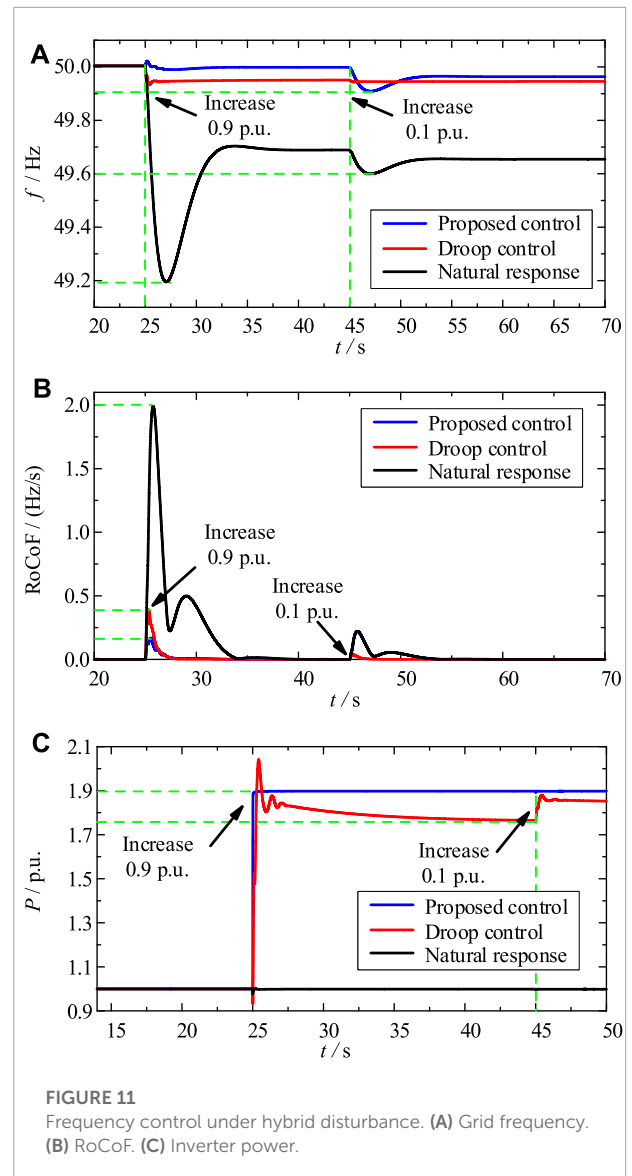 A
50.0
49.8
49.6
49.4
49.2
f / Hz
Increase
0.9 p.u.
Increase
0.1 p.u.
Proposed control
Droop control
Natural response
20 25 30 35 40 45 50 55 60 65 70
t / s
B
2.0
1.5
1.0
0.5
0.0
RoCoF / (Hz/s)
Proposed control
Droop control
Natural response
Increase
0.9 p.u.
Increase
0.1 p.u.
20 30 40 50 60 70
t / s
C
2.1
1.9
1.7
1.5
1.3
1.1
0.9
P / p.u.
Increase
0.9 p.u.
Increase
0.1 p.u.
Proposed control
Droop control
Natural response
15 20 25 30 35 40 45 50
t / s
FIGURE 11
Frequency control under hybrid disturbance. (A) Grid frequency.
(B) RoCoF. (C) Inverter power.